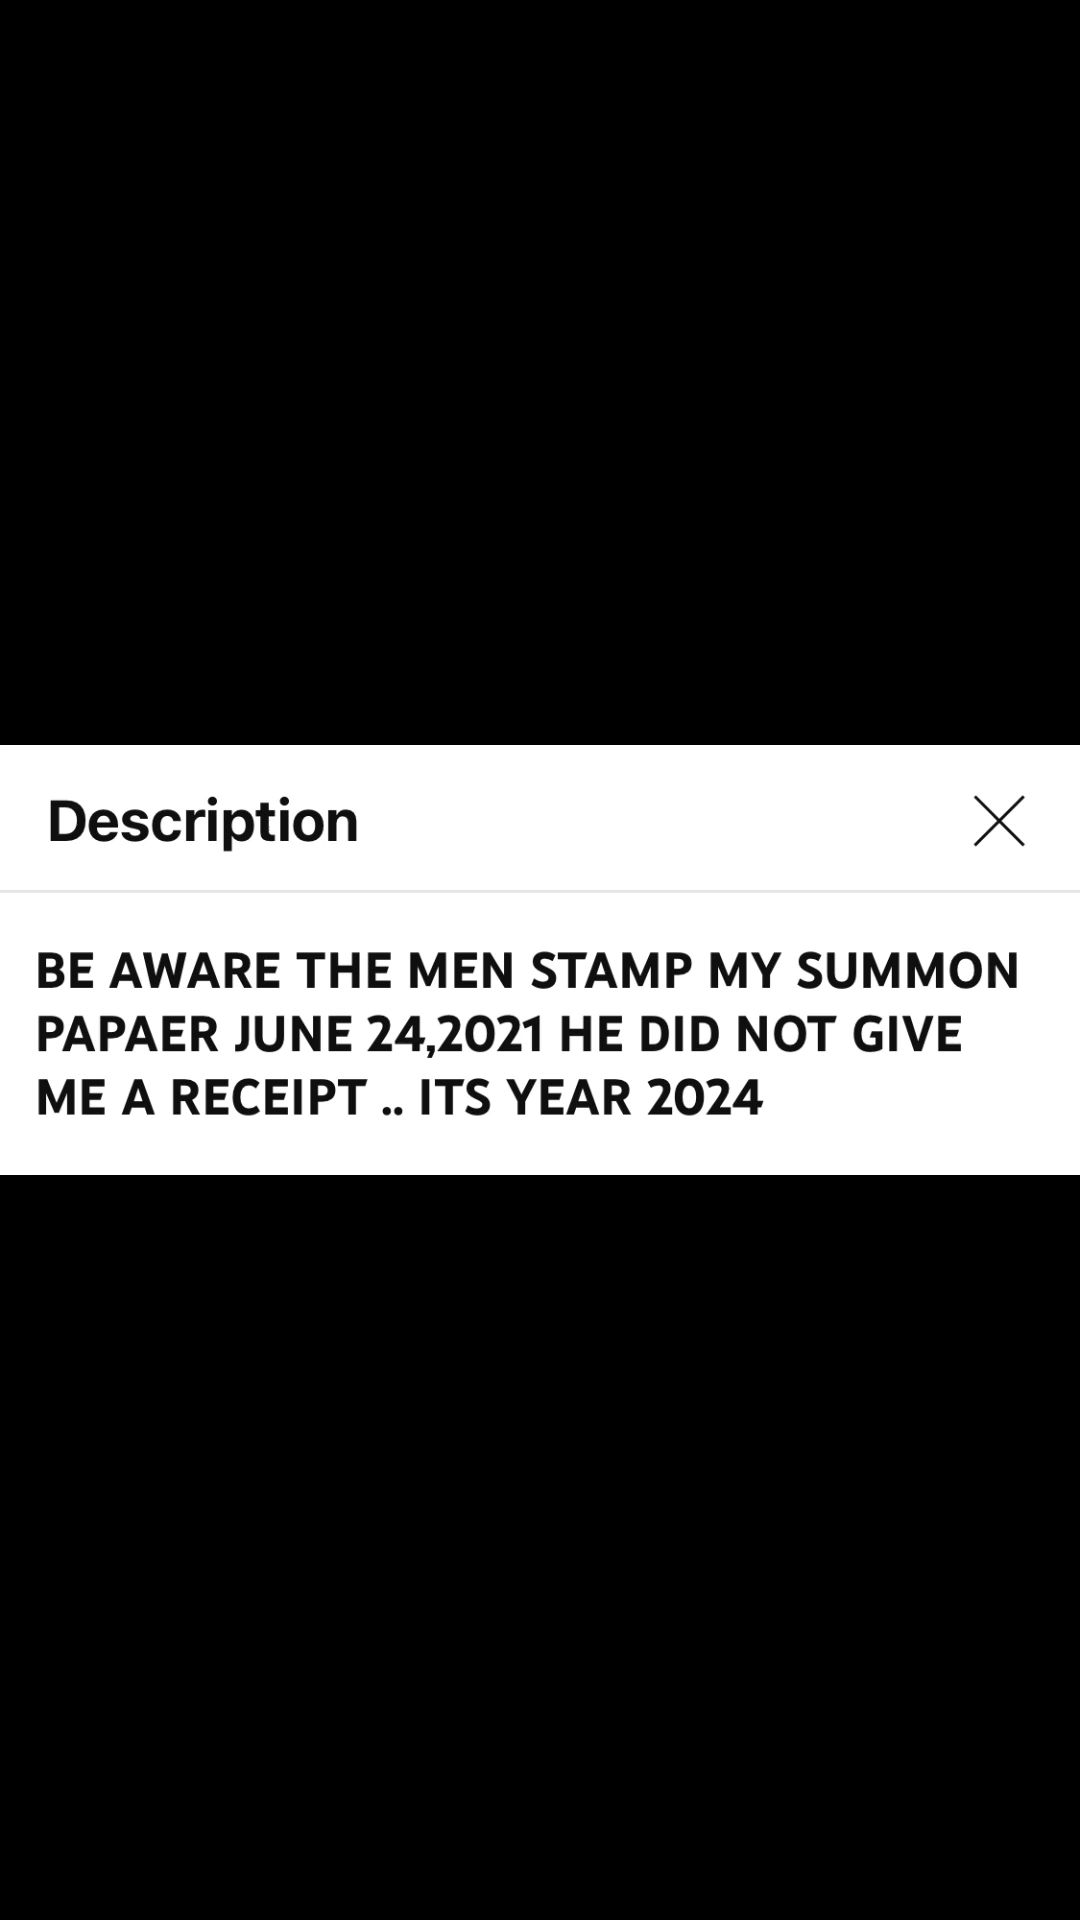 Description
BE AWARE THE MEN STAMP MY SUMMON
PAPAER JUNE 24,2021 HE DID NOT GIVE
ME A RECEIPT .. ITS YEAR 2024